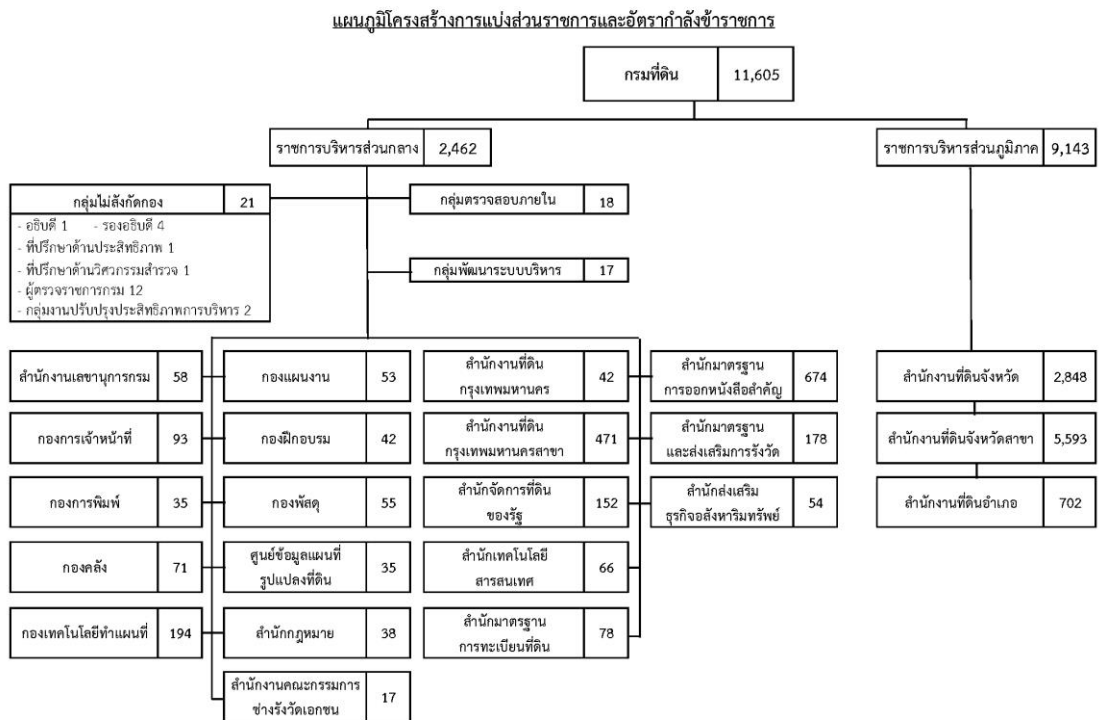 แผนภูมิโครงสร้างการแบ่งส่วนราชการและอัตรากำลังข้าราชการ
กรมที่ดิน 11,605
ราชการบริหารส่วนกลาง 2,462
ราชการบริหารส่วนภูมิภาค 9,143
กลุ่มไม่สังกัดกอง 21
- อธิบดี 1 - รองอธิบดี 4
- ที่ปรึกษาด้านประสิทธิภาพ 1
- ที่ปรึกษาด้านวิศวกรรมสำรวจ 1
- ผู้ตรวจราชการกรม 12
- กลุ่มงานปรับปรุงประสิทธิภาพการบริหาร 2
กลุ่มตรวจสอบภายใน 18
กลุ่มพัฒนาระบบบริหาร 17
สำนักงานเลขานุการกรม 58
กองการเจ้าหน้าที่ 93
กองการพิมพ์ 35
กองคลัง 71
กองเทคโนโลยีทำแผนที่ 194
กองแผนงาน 53
กองฝึกอบรม 42
กองพัสดุ 55
ศูนย์ข้อมูลแผนที่
รูปแปลงที่ดิน 35
สำนักกฎหมาย 38
สำนักงานคณะกรรมการ
ช่างรังวัดเอกชน 17
สำนักงานที่ดิน
กรุงเทพมหานคร 42
สำนักงานที่ดิน
กรุงเทพมหานครสาขา 471
สำนักจัดการที่ดิน
ของรัฐ 152
สำนักเทคโนโลยี
สารสนเทศ 66
สำนักมาตรฐาน
การทะเบียนที่ดิน 78
สำนักมาตรฐาน
การออกหนังสือสำคัญ 674
สำนักมาตรฐาน
และส่งเสริมการรังวัด 178
สำนักส่งเสริม
ธุรกิจอสังหาริมทรัพย์ 54
สำนักงานที่ดินจังหวัด 2,848
สำนักงานที่ดินจังหวัดสาขา 5,593
สำนักงานที่ดินอำเภอ 702